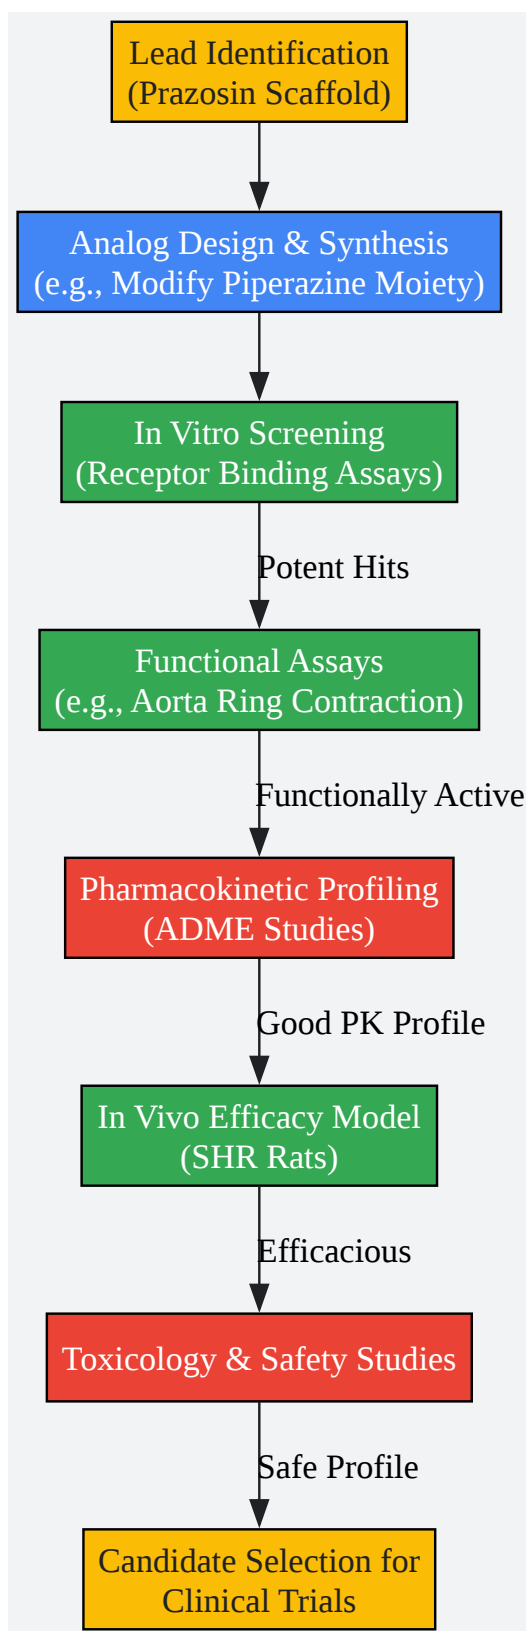 Lead Identification
(Prazosin Scaffold)
Analog Design & Synthesis
(e.g., Modify Piperazine Moiety)
In Vitro Screening
(Receptor Binding Assays)
Potent Hits
Functional Assays
(e.g., Aorta Ring Contraction)
Functionally Active
Pharmacokinetic Profiling
(ADME Studies)
Good PK Profile
In Vivo Efficacy Model
(SHR Rats)
Efficacious
Toxicology & Safety Studies
Safe Profile
Candidate Selection for
Clinical Trials